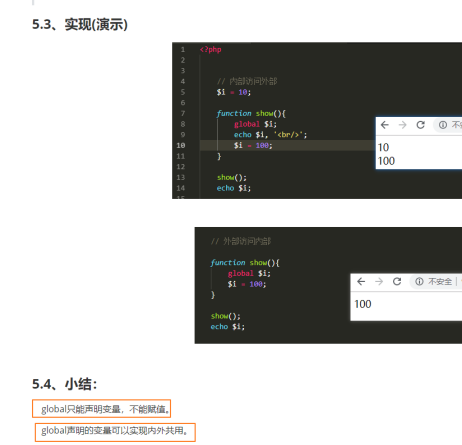 5.3、实现(演示)
1 <?php
2
3
4 // 内部访问外部
5 $i = 10;
6
7 function show(){
8 global $i;
9 echo $i, '<br/>';
10 $i = 100;
11 }
12
13 show();
14 echo $i;
15
不
10
100
// 外部访问内部
function show(){
global $i;
$i = 100;
}
show();
echo $i;
不安全
100
5.4、小结：
global只能声明变量，不能赋值。
global声明的变量可以实现内外共用。